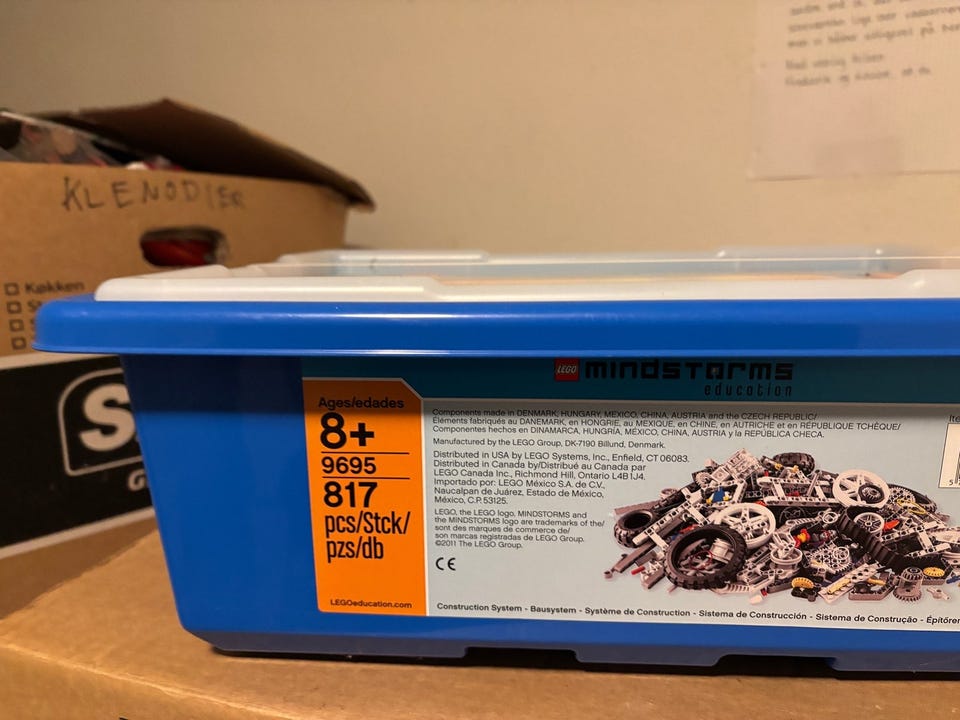 KLENODIER
Køkken
LEGO mindstorms
education
Ages/edades
8+
9695
817
pcs/Stck/
pzs/db
LEGOeducation.com
Components made in DENMARK, HUNGARY, MEXICO, CHINA, AUSTRIA and the CZECH REPUBLIC/
Éléments fabriqués au DANEMARK, en HONGRIE, au MEXIQUE, en CHINE, en AUTRICHE et en RÉPUBLIQUE TCHÈQUE/
Componentes hechos en DINAMARCA, HUNGRÍA, MÉXICO, CHINA, AUSTRIA y la REPÚBLICA CHECA.
Manufactured by the LEGO Group, DK-7190 Billund, Denmark.
Distributed in USA by LEGO Systems, Inc., Enfield, CT 06083.
Distributed in Canada by/Distribué au Canada par
LEGO Canada Inc., Richmond Hill, Ontario L4B 1J4.
Importado por: LEGO México S.A. de C.V.,
Naucalpan de Juárez, Estado de México,
México, C.P. 53125.
LEGO, the LEGO logo, MINDSTORMS and
the MINDSTORMS logo are trademarks of the/
sont des marques de commerce de/
son marcas registradas de LEGO Group.
©2011 The LEGO Group.
CE
Construction System - Bausystem - Système de Construction - Sistema de Construcción - Sistema de Construção - Építőre
Ite
5